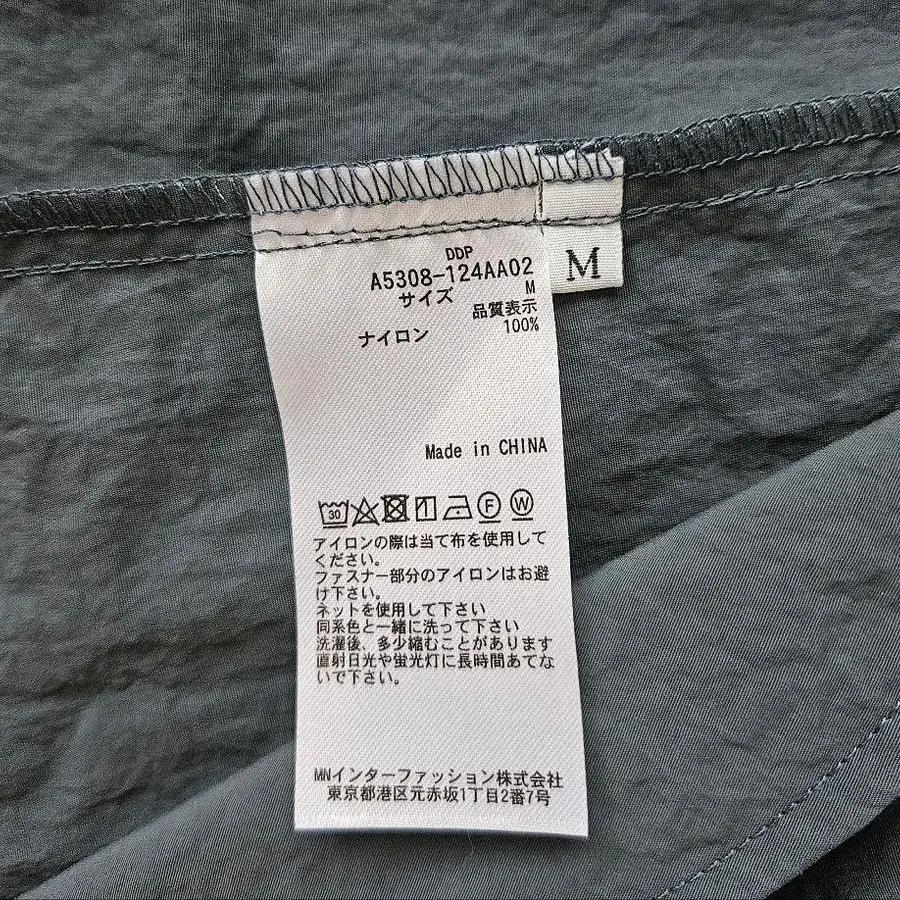 DDP
A5308-124AA02
サイズ M
品質表示
ナイロン 100%
M
Made in CHINA
30 F W
アイロンの際は当て布を使用して
ください。
ファスナー部分のアイロンはお避
け下さい。
ネットを使用して下さい
同系色と一緒に洗って下さい
洗濯後、多少縮むことがあります
直射日光や蛍光灯に長時間あてな
いで下さい。
MNインターファッション株式会社
東京都港区元赤坂1丁目2番7号